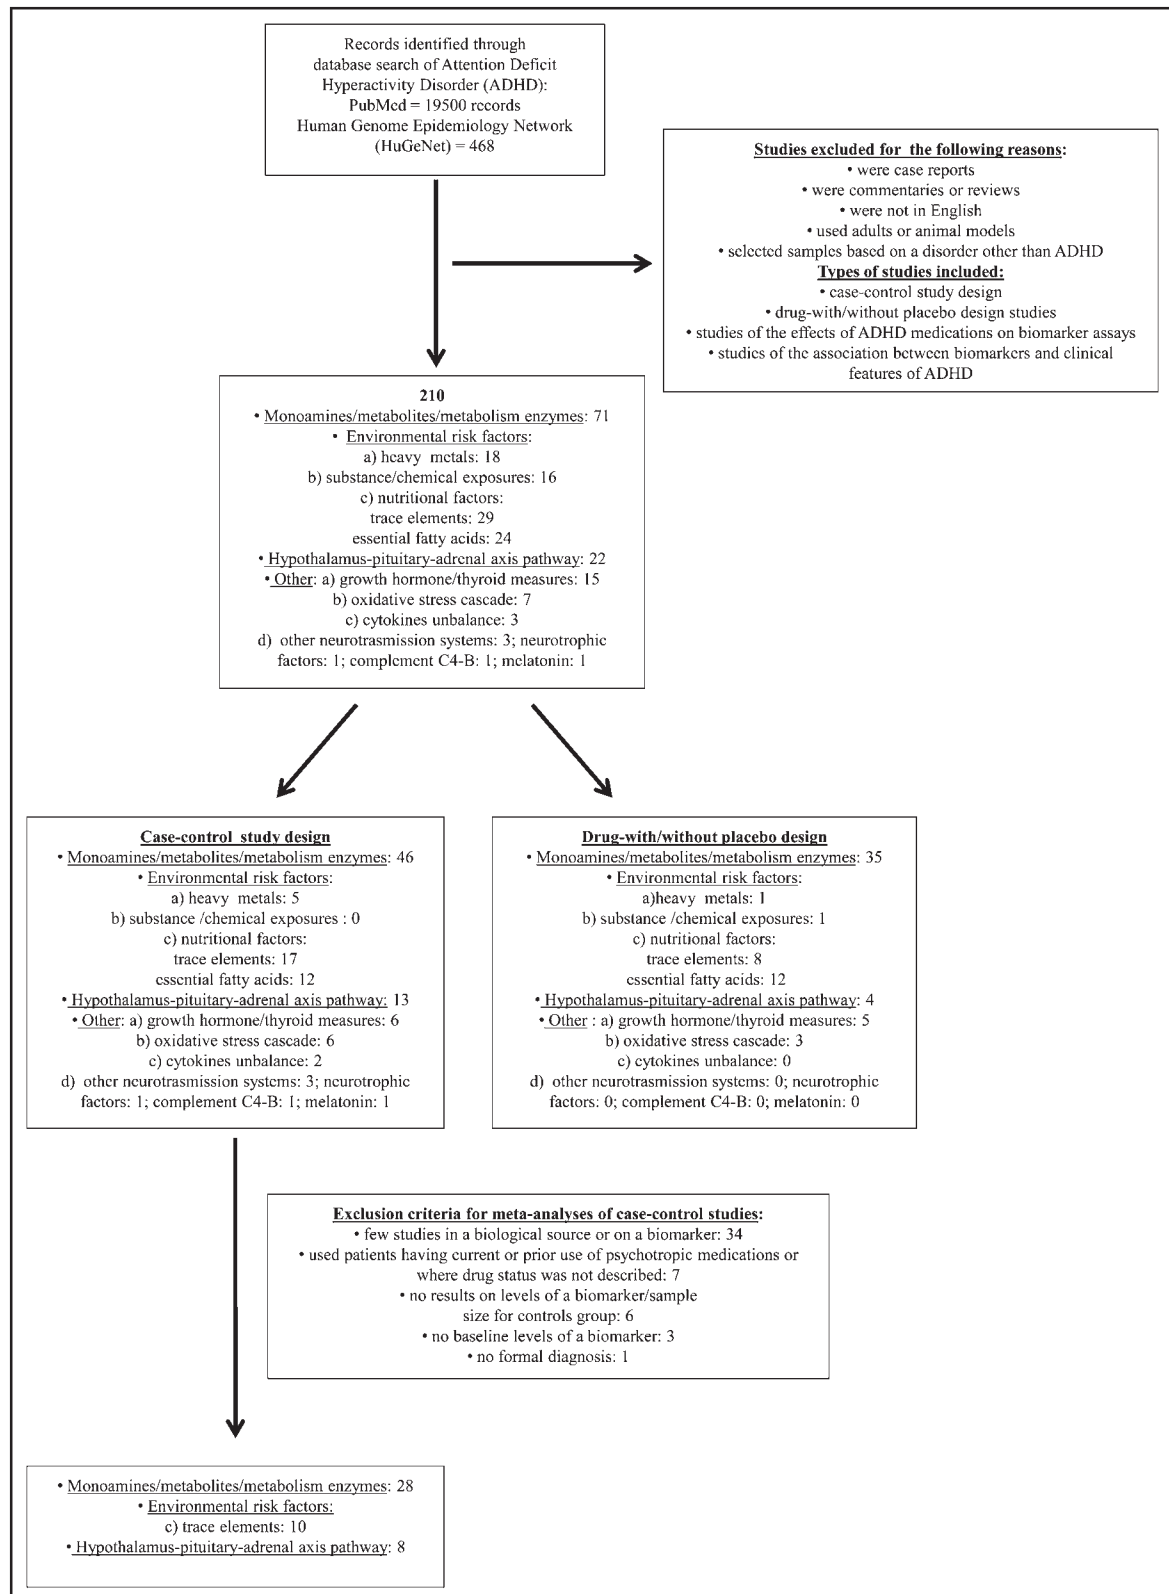 Records identified through
database search of Attention Deficit
Hyperactivity Disorder (ADHD):
PubMed = 19500 records
Human Genome Epidemiology Network
(HuGeNet) = 468
Studies excluded for the following reasons:
• were case reports
• were commentaries or reviews
• were not in English
• used adults or animal models
• selected samples based on a disorder other than ADHD
Types of studies included:
• case-control study design
• drug-with/without placebo design studies
• studies of the effects of ADHD medications on biomarker assays
• studies of the association between biomarkers and clinical
features of ADHD
210
• Monoamines/metabolites/metabolism enzymes: 71
• Environmental risk factors:
a) heavy metals: 18
b) substance/chemical exposures: 16
c) nutritional factors:
trace elements: 29
essential fatty acids: 24
• Hypothalamus-pituitary-adrenal axis pathway: 22
• Other: a) growth hormone/thyroid measures: 15
b) oxidative stress cascade: 7
c) cytokines unbalance: 3
d) other neurotrasmission systems: 3; neurotrophic
factors: 1; complement C4-B: 1; melatonin: 1
Case-control study design
• Monoamines/metabolites/metabolism enzymes: 46
• Environmental risk factors:
a) heavy metals: 5
b) substance /chemical exposures : 0
c) nutritional factors:
trace elements: 17
essential fatty acids: 12
• Hypothalamus-pituitary-adrenal axis pathway: 13
• Other: a) growth hormone/thyroid measures: 6
b) oxidative stress cascade: 6
c) cytokines unbalance: 2
d) other neurotrasmission systems: 3; neurotrophic
factors: 1; complement C4-B: 1; melatonin: 1
Drug-with/without placebo design
• Monoamines/metabolites/metabolism enzymes: 35
• Environmental risk factors:
a)heavy metals: 1
b) substance /chemical exposures: 1
c) nutritional factors:
trace elements: 8
essential fatty acids: 12
• Hypothalamus-pituitary-adrenal axis pathway: 4
• Other : a) growth hormone/thyroid measures: 5
b) oxidative stress cascade: 3
c) cytokines unbalance: 0
d) other neurotrasmission systems: 0; neurotrophic
factors: 0; complement C4-B: 0; melatonin: 0
Exclusion criteria for meta-analyses of case-control studies:
• few studies in a biological source or on a biomarker: 34
• used patients having current or prior use of psychotropic medications or
where drug status was not described: 7
• no results on levels of a biomarker/sample
size for controls group: 6
• no baseline levels of a biomarker: 3
• no formal diagnosis: 1
• Monoamines/metabolites/metabolism enzymes: 28
• Environmental risk factors:
c) trace elements: 10
• Hypothalamus-pituitary-adrenal axis pathway: 8